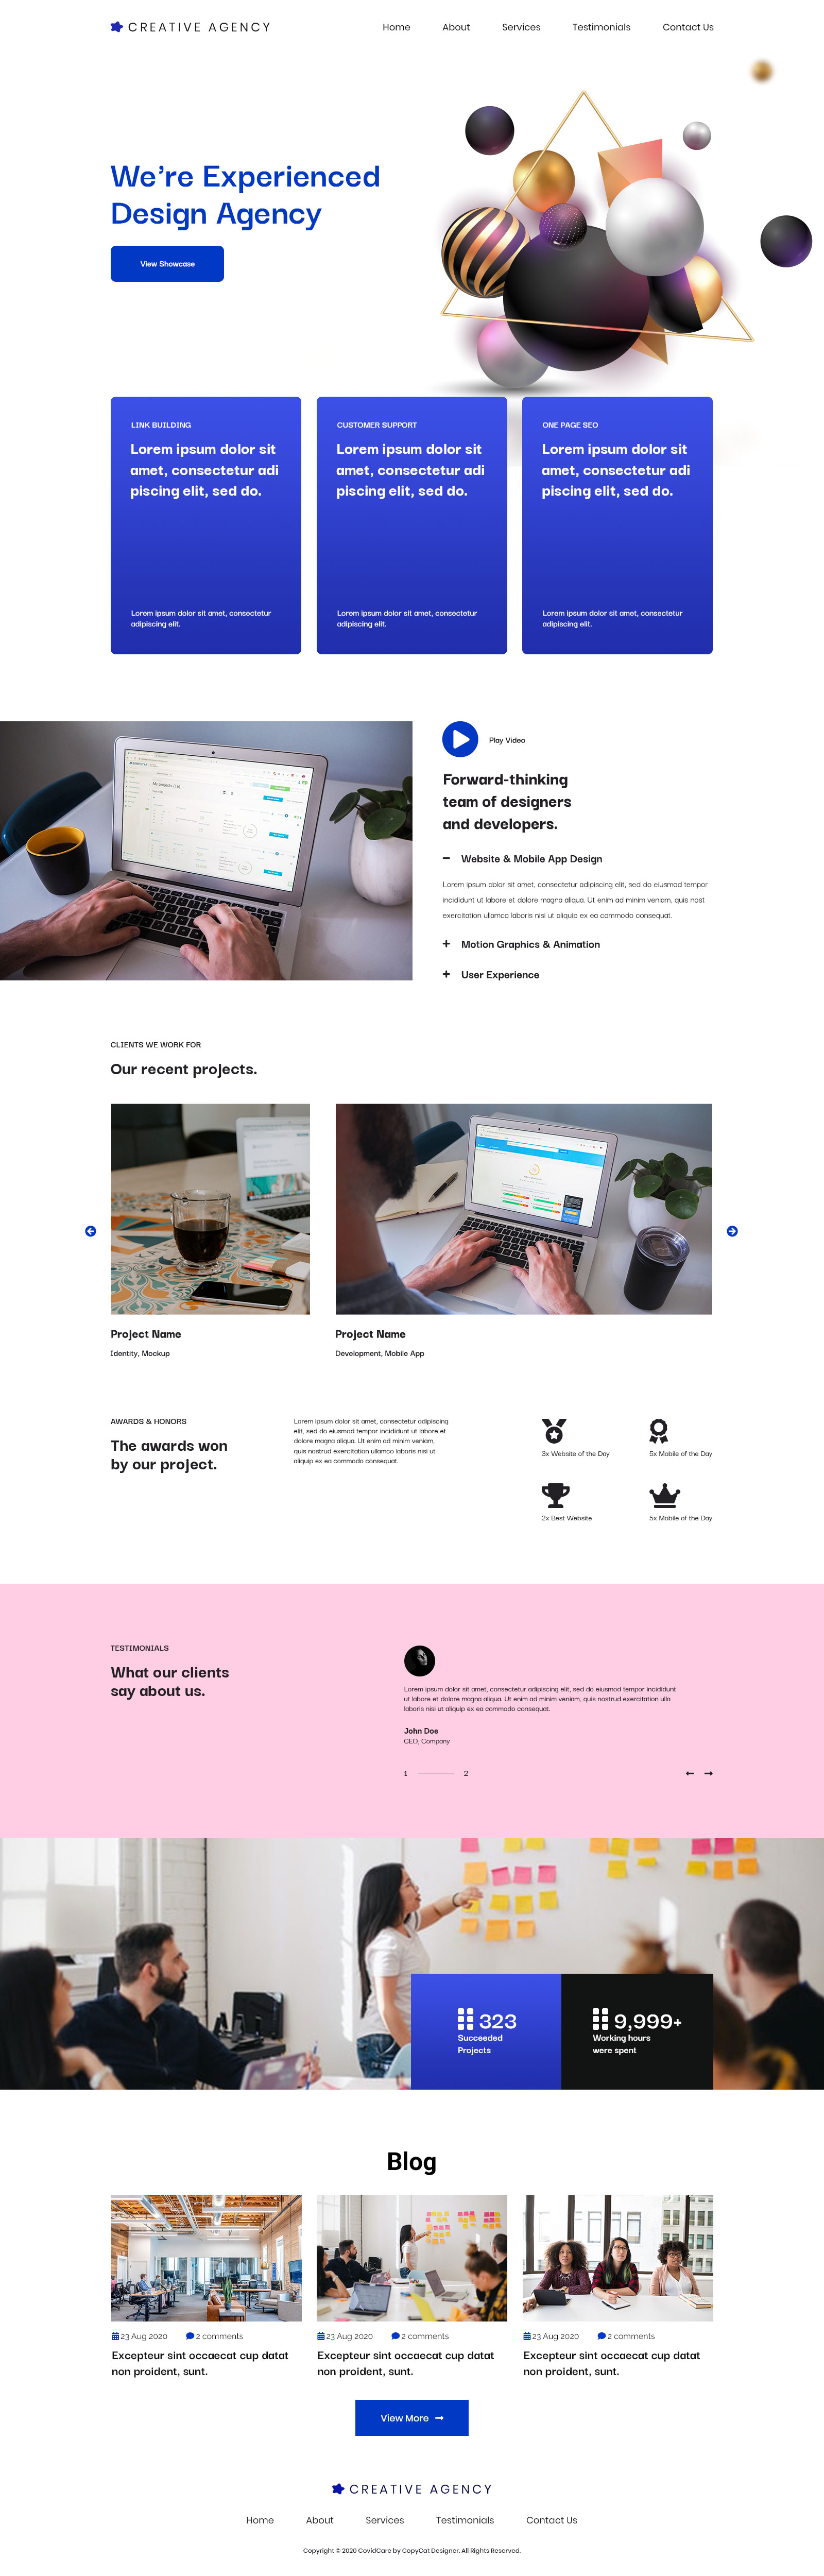 CREATIVE AGENCY
Home About Services Testimonials Contact Us
We're Experienced
Design Agency
View Showcase
LINK BUILDING
Lorem ipsum dolor sit
amet, consectetur adi
piscing elit, sed do.
Lorem ipsum dolor sit amet, consectetur
adipiscing elit.
CUSTOMER SUPPORT
Lorem ipsum dolor sit
amet, consectetur adi
piscing elit, sed do.
Lorem ipsum dolor sit amet, consectetur
adipiscing elit.
ONE PAGE SEO
Lorem ipsum dolor sit
amet, consectetur adi
piscing elit, sed do.
Lorem ipsum dolor sit amet, consectetur
adipiscing elit.
Play Video
Forward-thinking
team of designers
and developers.
Website & Mobile App Design
Lorem ipsum dolor sit amet, consectetur adipiscing elit, sed do eiusmod tempor
incididunt ut labore et dolore magna aliqua. Ut enim ad minim veniam, quis nost
exercitation ullamco laboris nisi ut aliquip ex ea commodo consequat.
Motion Graphics & Animation
User Experience
CLIENTS WE WORK FOR
Our recent projects.
Project Name
Identity, Mockup
Project Name
Development, Mobile App
AWARDS & HONORS
The awards won
by our project.
Lorem ipsum dolor sit amet, consectetur adipiscing
elit, sed do eiusmod tempor incididunt ut labore et
dolore magna aliqua. Ut enim ad minim veniam,
quis nostrud exercitation ullamco laboris nisi ut
aliquip ex ea commodo consequat.
3x Website of the Day
5x Mobile of the Day
2x Best Website
5x Mobile of the Day
TESTIMONIALS
What our clients
say about us.
Lorem ipsum dolor sit amet, consectetur adipiscing elit, sed do eiusmod tempor incididunt
ut labore et dolore magna aliqua. Ut enim ad minim veniam, quis nostrud exercitation ulla
laboris nisi ut aliquip ex ea commodo consequat.
John Doe
CEO, Company
1 2
323
Succeeded
Projects
9,999+
Working hours
were spent
Blog
23 Aug 2020 2 comments
Excepteur sint occaecat cup datat
non proident, sunt.
23 Aug 2020 2 comments
Excepteur sint occaecat cup datat
non proident, sunt.
23 Aug 2020 2 comments
Excepteur sint occaecat cup datat
non proident, sunt.
View More
CREATIVE AGENCY
Home About Services Testimonials Contact Us
Copyright © 2020 CovidCare by CopyCat Designer. All Rights Reserved.